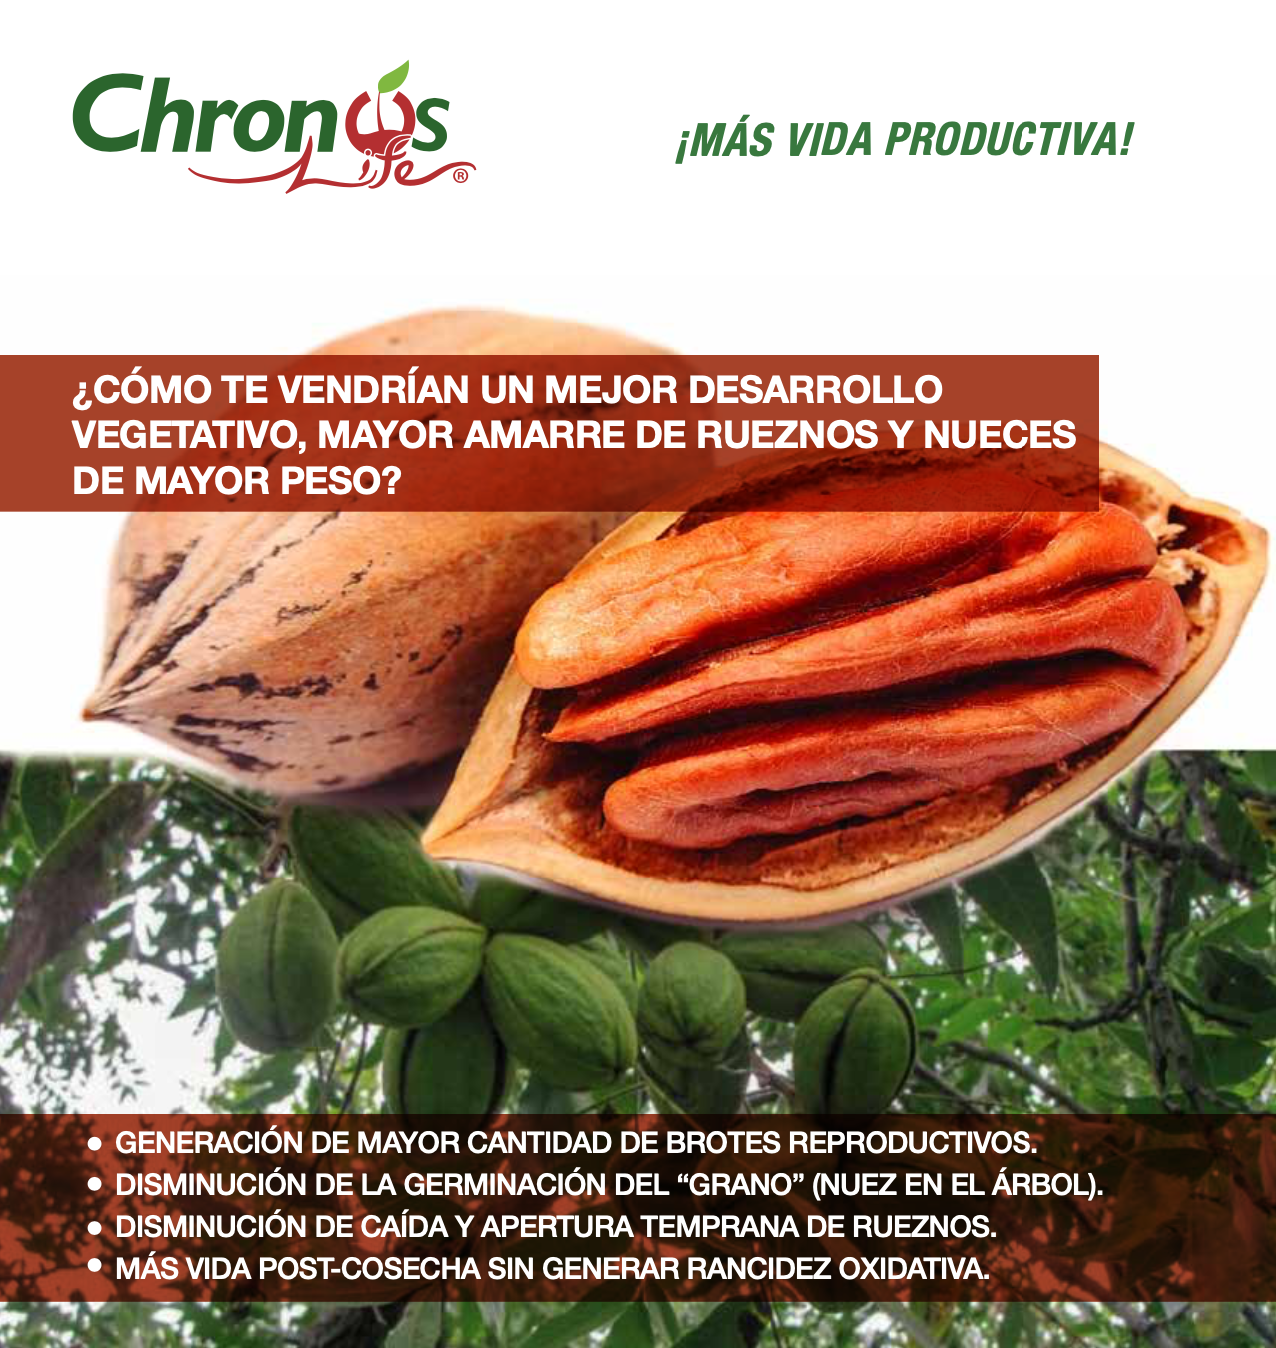 Chronos
Life®
¡MÁS VIDA PRODUCTIVA!
¿CÓMO TE VENDRÍAN UN MEJOR DESARROLLO
VEGETATIVO, MAYOR AMARRE DE RUEZNOS Y NUECES
DE MAYOR PESO?
• GENERACIÓN DE MAYOR CANTIDAD DE BROTES REPRODUCTIVOS.
• DISMINUCIÓN DE LA GERMINACIÓN DEL “GRANO” (NUEZ EN EL ÁRBOL).
• DISMINUCIÓN DE CAÍDA Y APERTURA TEMPRANA DE RUEZNOS.
• MÁS VIDA POST-COSECHA SIN GENERAR RANCIDEZ OXIDATIVA.